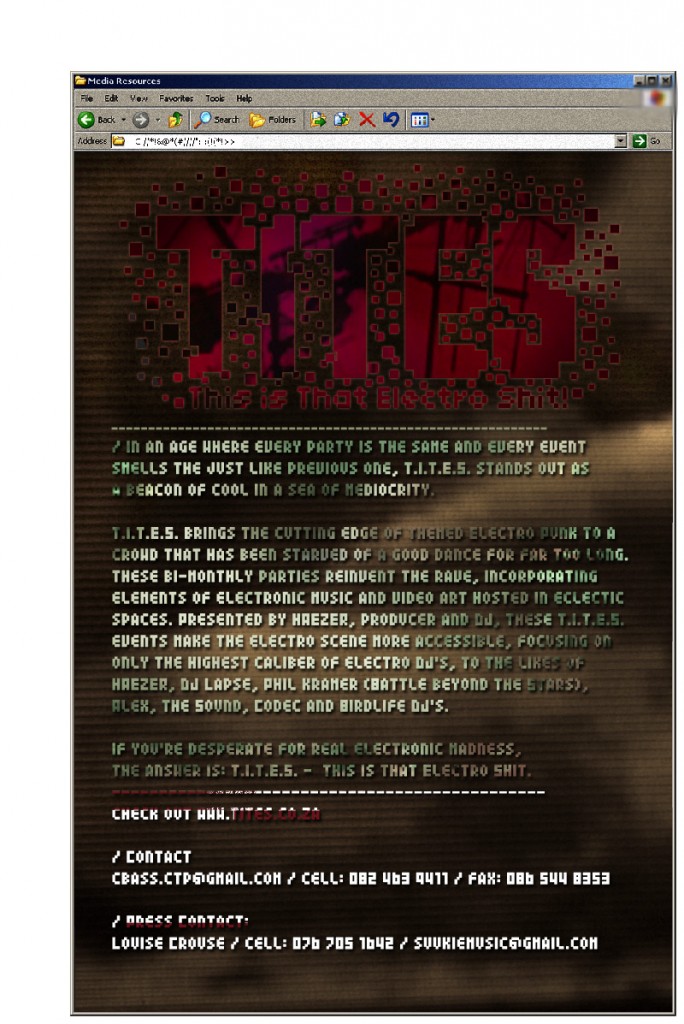 Media Resources
File Edit View Favorites Tools Help
Back Search Folders
Address Go
TITES
This is That Electro Shit!
/ IN AN AGE WHERE EVERY PARTY IS THE SAME AND EVERY EVENT
SMELLS THE JUST LIKE PREVIOUS ONE, T.I.T.E.S. STANDS OUT AS
A BEACON OF COOL IN A SEA OF MEDIOCRITY.
T.I.T.E.S. BRINGS THE CUTTING EDGE OF THEMED ELECTRO PUNK TO A
CROWD THAT HAS BEEN STARVED OF A GOOD DANCE FOR FAR TOO LONG.
THESE BI-MONTHLY PARTIES REINVENT THE RAVE, INCORPORATING
ELEMENTS OF ELECTRONIC MUSIC AND VIDEO ART HOSTED IN ECLECTIC
SPACES. PRESENTED BY HAEZER, PRODUCER AND DJ, THESE T.I.T.E.S.
EVENTS MAKE THE ELECTRO SCENE MORE ACCESSIBLE, FOCUSING ON
ONLY THE HIGHEST CALIBER OF ELECTRO DJ'S, TO THE LIKES OF
HAEZER, DJ LAPSE, PHIL KRAMER (BATTLE BEYOND THE STARS),
ALEX, THE SOUND, CODEC AND BIRDLIFE DJ'S.
IF YOU'RE DESPERATE FOR REAL ELECTRONIC MADNESS,
THE ANSWER IS: T.I.T.E.S. - THIS IS THAT ELECTRO SHIT.
CHECK OUT WWW.TITES.CO.ZA
/ CONTACT
CBASS.CTP@GMAIL.COM / CELL: 082 463 9411 / FAX: 086 544 8353
/ PRESS CONTACT:
LOUISE CROUSE / CELL: 076 705 1642 / SUUKIEMUSIC@GMAIL.COM